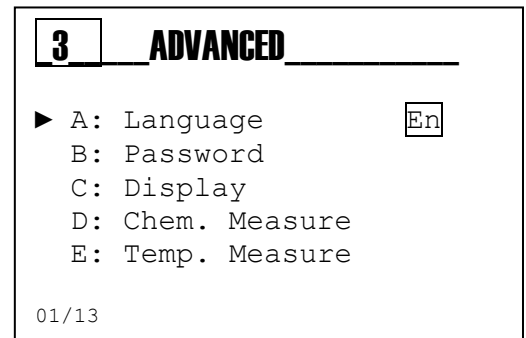 3 ADVANCED
► A: Language En
B: Password
C: Display
D: Chem. Measure
E: Temp. Measure
01/13